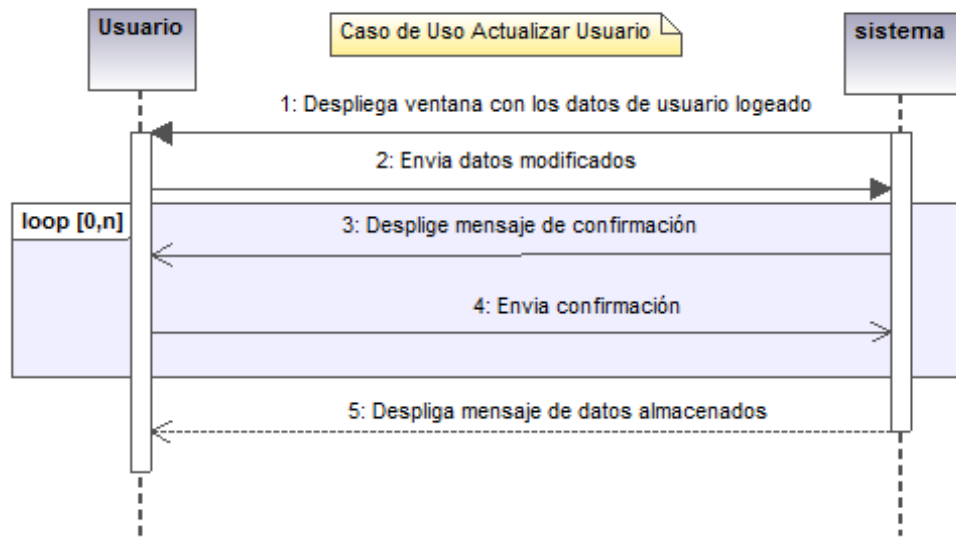 Usuario
Caso de Uso Actualizar Usuario
sistema
1: Despliega ventana con los datos de usuario logeado
2: Envia datos modificados
loop [0,n]
3: Desplige mensaje de confirmación
4: Envia confirmación
5: Despliga mensaje de datos almacenados